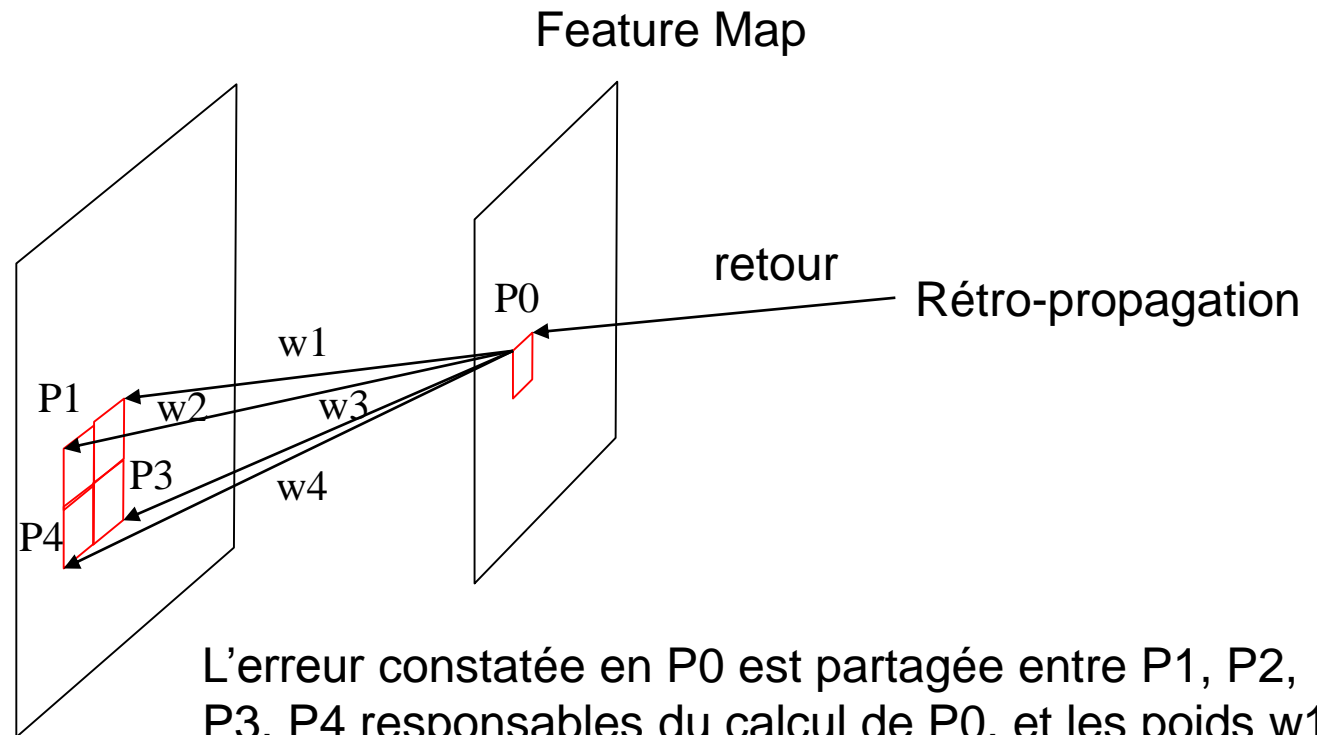 Feature Map
retour
Rétro-propagation
P0
w1
P1
w2
w3
P3
w4
P4
L'erreur constatée en P0 est partagée entre P1, P2,
P3, P4 responsables du calcul de P0, et les poids w1